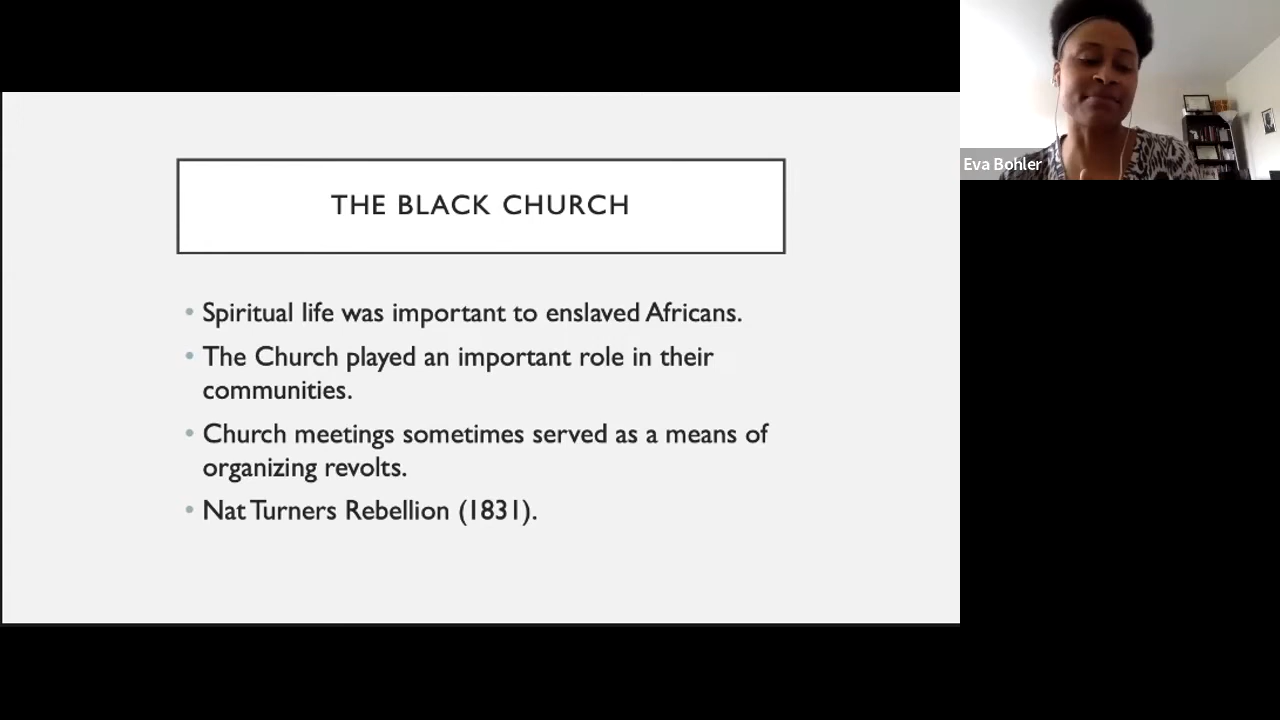 THE BLACK CHURCH
• Spiritual life was important to enslaved Africans.
• The Church played an important role in their
communities.
• Church meetings sometimes served as a means of
organizing revolts.
• Nat Turners Rebellion (1831).
Eva Bohler